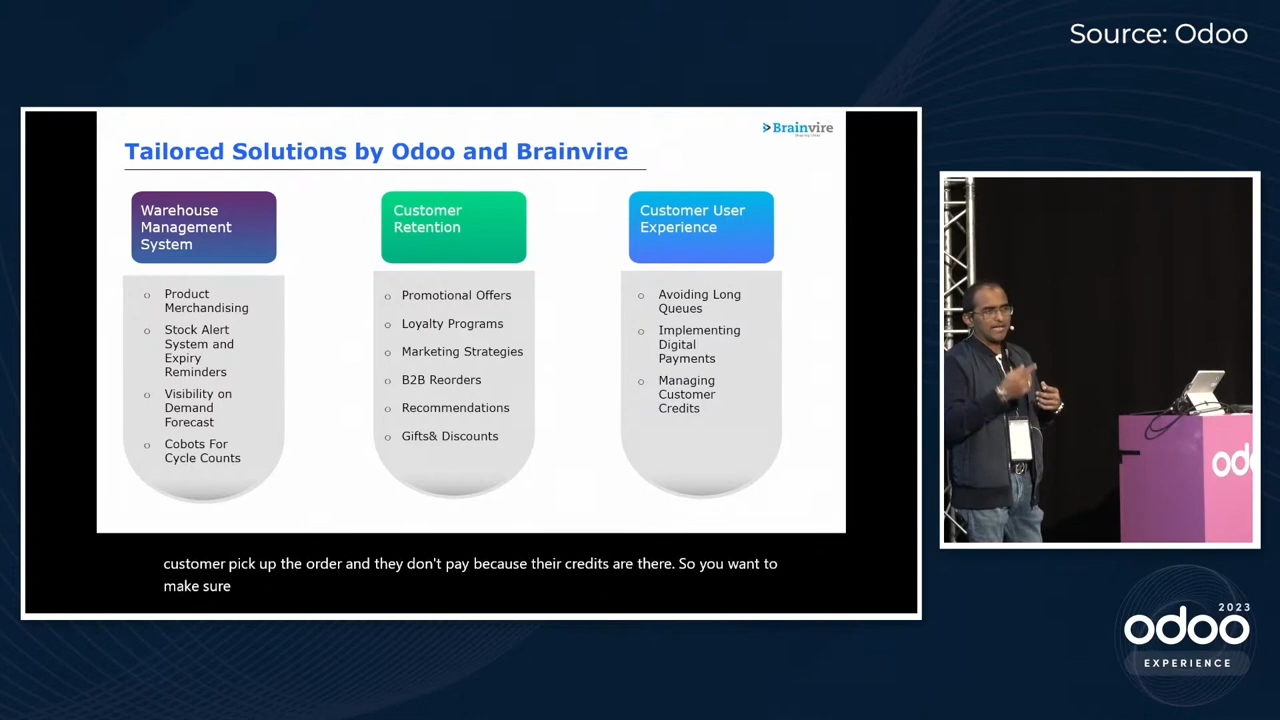 Source: Odoo
Brainvire
Tailored Solutions by Odoo and Brainvire
Warehouse
Management
System
Product
Merchandising
Stock Alert
System and
Expiry
Reminders
Visibility on
Demand
Forecast
Cobots For
Cycle Counts
Customer
Retention
Promotional Offers
Loyalty Programs
Marketing Strategies
B2B Reorders
Recommendations
Gifts& Discounts
Customer User
Experience
Avoiding Long
Queues
Implementing
Digital
Payments
Managing
Customer
Credits
customer pick up the order and they don't pay because their credits are there. So you want to
make sure
od
2023
odoo
EXPERIENCE